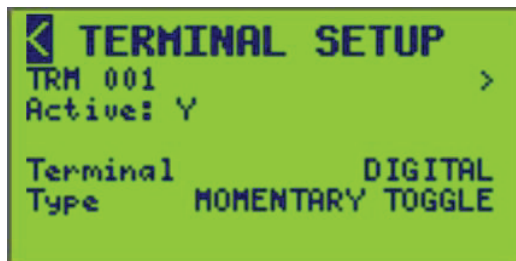 < TERMINAL SETUP
TRM 001 >
Active: Y
Terminal DIGITAL
Type MOMENTARY TOGGLE